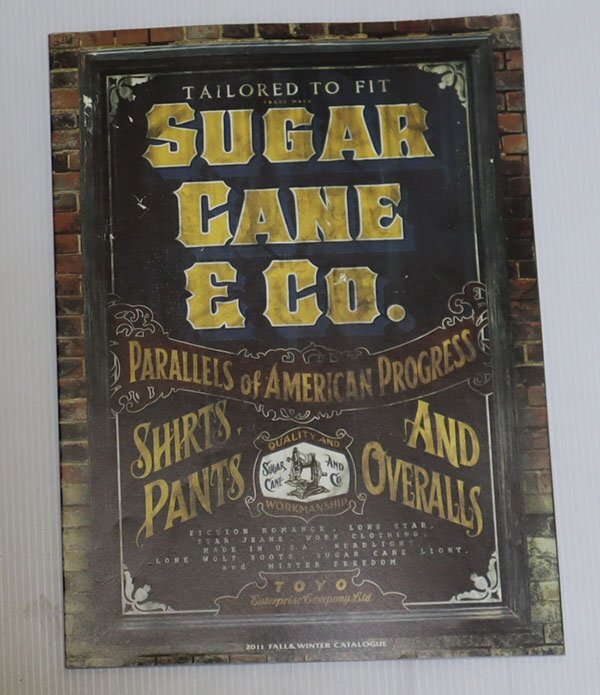 TAILORED TO FIT
TRADE MARK
SUGAR
CANE
& CO.
PARALLELS of AMERICAN PROGRESS
SHIRTS, AND
PANTS OVERALLS
QUALITY AND
SUGAR AND
CANE CO
WORKMANSHIP
FICTION ROMANCE, LONE STAR,
STAR JEANS, WORK CLOTHING,
MADE IN U.S.A., HEADLIGHT,
LONE WOLF BOOTS, SUGAR CANE LIGHT,
and MISTER FREEDOM
TOYO
Enterprise Company, Ltd.
2011 FALL & WINTER CATALOGUE